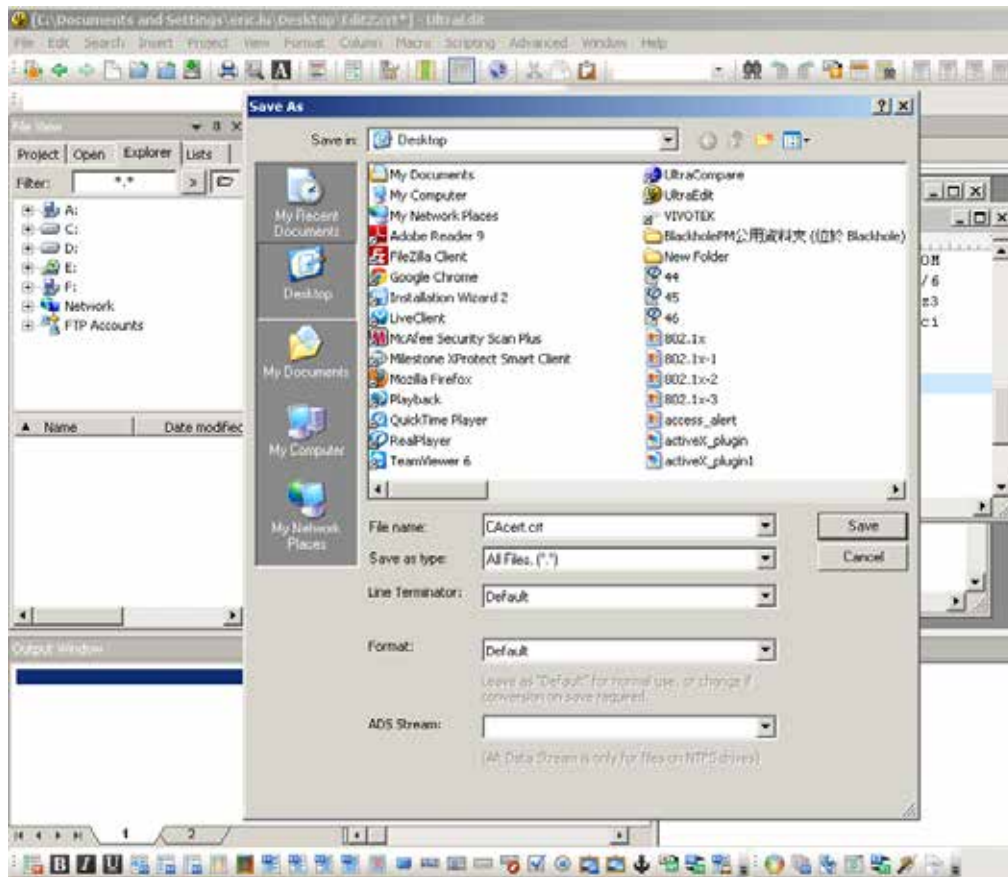 [C:\Documents and Settings\eric.lu\Desktop\Edit2.crt*] - UltraEdit
File Edit Search Insert Project View Format Column Macro Scripting Advanced Window Help
Save As
Save in: Desktop
File View
Project Open Explorer Lists
Filter: *.*
A:
C:
D:
E:
F:
Network
FTP Accounts
Name Date modified
My Recent Documents
Desktop
My Documents
My Computer
My Network Places
My Documents
My Computer
My Network Places
Adobe Reader 9
FileZilla Client
Google Chrome
Installation Wizard 2
LiveClient
McAfee Security Scan Plus
Milestone XProtect Smart Client
Mozilla Firefox
Playback
QuickTime Player
RealPlayer
TeamViewer 6
UltraCompare
UltraEdit
VIVOTEK
BlackholePM公用資料夾 (位於 Blackhole)
New Folder
44
45
46
802.1x
802.1x-1
802.1x-2
802.1x-3
access_alert
activeX_plugin
activeX_plugin1
OM
/6
z3
ci
File name: CAcert.crt
Save
Save as type: All Files, (*.*)
Cancel
Line Terminator: Default
Format: Default
Leave as "Default" for normal use, or change if
conversion on save required.
ADS Stream:
(Alt Data Stream is only for files on NTFS drives)
Output Window
1 2
B I U